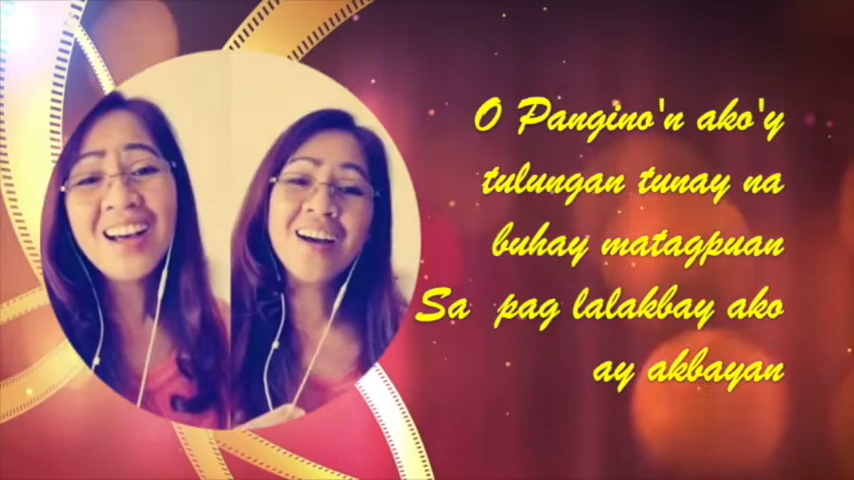 O Pangino'n ako'y
tulungan tunay na
buhay matagpuan
Sa pag lalakbay ako
ay akbayan